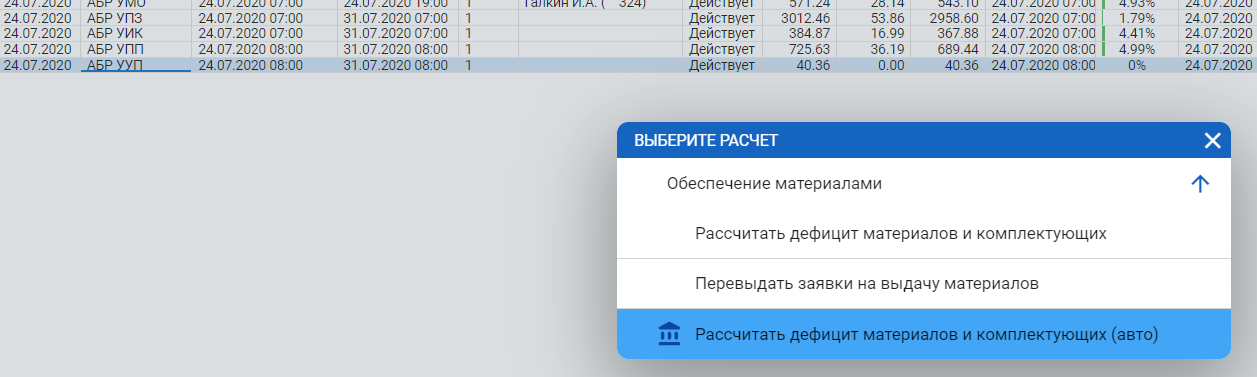 24.07.2020 АБР УМО 24.07.2020 07:00 24.07.2020 19:00 1 Галкин И.А. ( 324) Действует 571.24 28.14 543.10 24.07.2020 07:00 4.93% 24.07.2020
24.07.2020 АБР УПЗ 24.07.2020 07:00 31.07.2020 07:00 1 Действует 3012.46 53.86 2958.60 24.07.2020 07:00 1.79% 24.07.2020
24.07.2020 АБР УИК 24.07.2020 07:00 31.07.2020 07:00 1 Действует 384.87 16.99 367.88 24.07.2020 07:00 4.41% 24.07.2020
24.07.2020 АБР УПП 24.07.2020 08:00 31.07.2020 08:00 1 Действует 725.63 36.19 689.44 24.07.2020 08:00 4.99% 24.07.2020
24.07.2020 АБР УУП 24.07.2020 08:00 31.07.2020 08:00 1 Действует 40.36 0.00 40.36 24.07.2020 08:00 0% 24.07.2020
ВЫБЕРИТЕ РАСЧЕТ
Обеспечение материалами
Рассчитать дефицит материалов и комплектующих
Перевыдать заявки на выдачу материалов
Рассчитать дефицит материалов и комплектующих (авто)